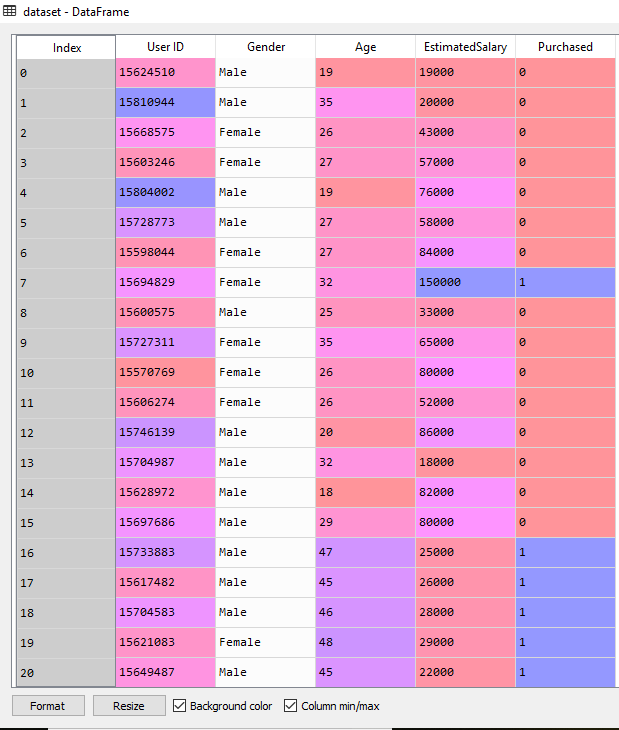 dataset - DataFrame
Index User ID Gender Age EstimatedSalary Purchased
0 15624510 Male 19 19000 0
1 15810944 Male 35 20000 0
2 15668575 Female 26 43000 0
3 15603246 Female 27 57000 0
4 15804002 Male 19 76000 0
5 15728773 Male 27 58000 0
6 15598044 Female 27 84000 0
7 15694829 Female 32 150000 1
8 15600575 Male 25 33000 0
9 15727311 Female 35 65000 0
10 15570769 Female 26 80000 0
11 15606274 Female 26 52000 0
12 15746139 Male 20 86000 0
13 15704987 Male 32 18000 0
14 15628972 Male 18 82000 0
15 15697686 Male 29 80000 0
16 15733883 Male 47 25000 1
17 15617482 Male 45 26000 1
18 15704583 Male 46 28000 1
19 15621083 Female 48 29000 1
20 15649487 Male 45 22000 1
Format Resize Background color Column min/max